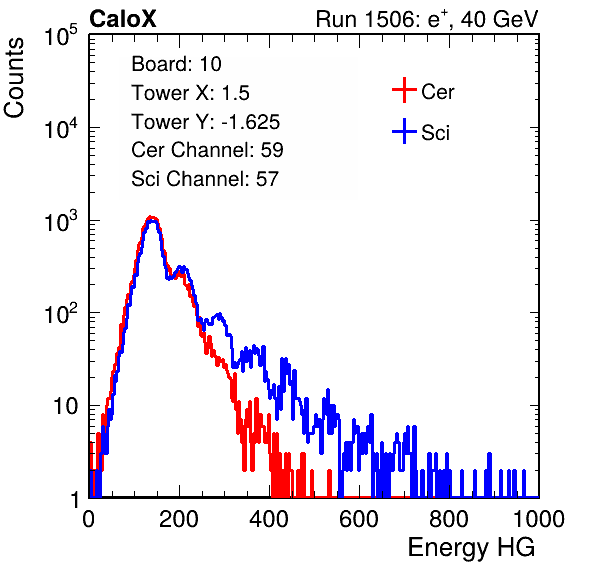 CaloX Run 1506: e⁺, 40 GeV
Counts
Board: 10
Tower X: 1.5
Tower Y: -1.625
Cer Channel: 59
Sci Channel: 57
Cer
Sci
10⁵
10⁴
10³
10²
10
1
0 200 400 600 800 1000
Energy HG